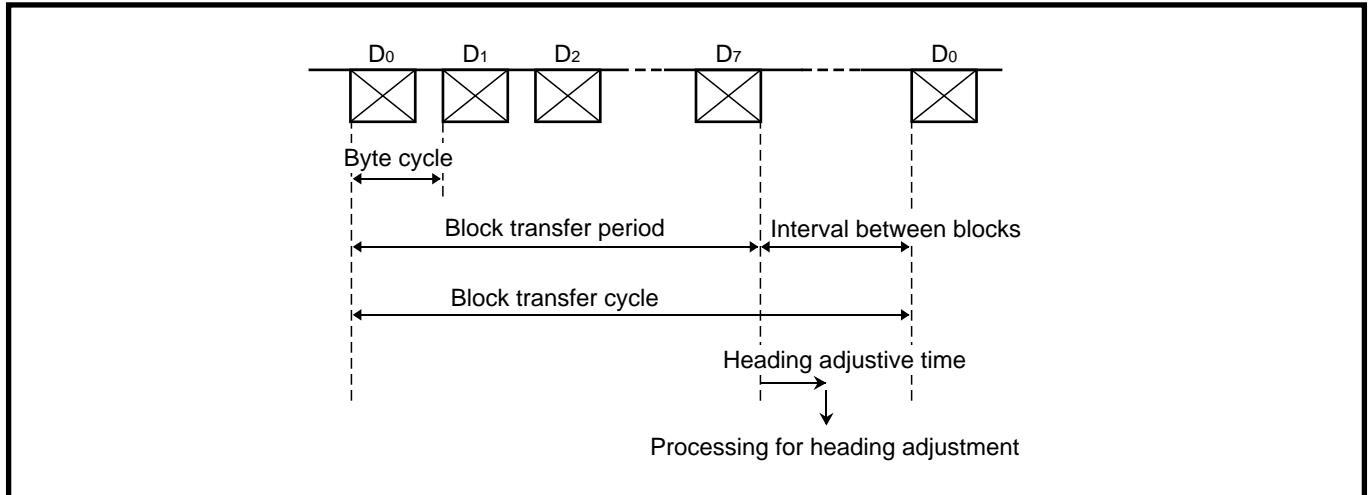 D0 D1 D2 D7 D0
Byte cycle
Block transfer period Interval between blocks
Block transfer cycle
Heading adjustive time
Processing for heading adjustment